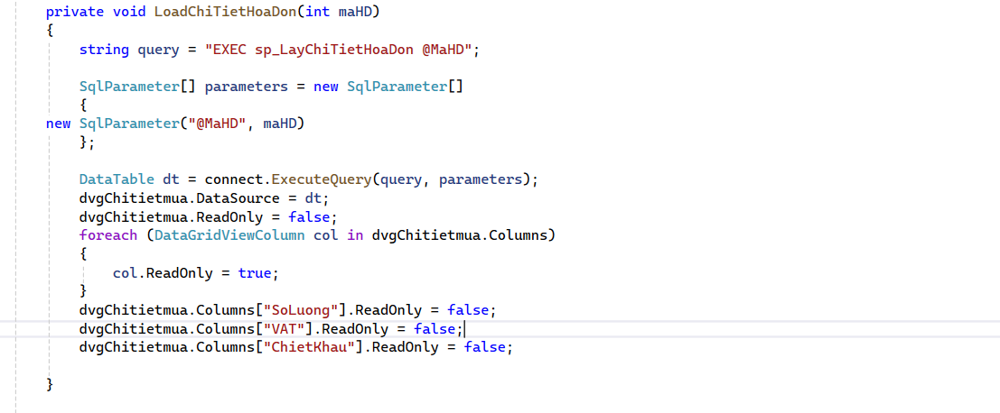 private void LoadChiTietHoaDon(int maHD)
{
string query = "EXEC sp_LayChiTietHoaDon @MaHD";
SqlParameter[] parameters = new SqlParameter[]
{
new SqlParameter("@MaHD", maHD)
};
DataTable dt = connect.ExecuteQuery(query, parameters);
dvgChitietmua.DataSource = dt;
dvgChitietmua.ReadOnly = false;
foreach (DataGridViewColumn col in dvgChitietmua.Columns)
{
col.ReadOnly = true;
}
dvgChitietmua.Columns["SoLuong"].ReadOnly = false;
dvgChitietmua.Columns["VAT"].ReadOnly = false;
dvgChitietmua.Columns["ChietKhau"].ReadOnly = false;
}